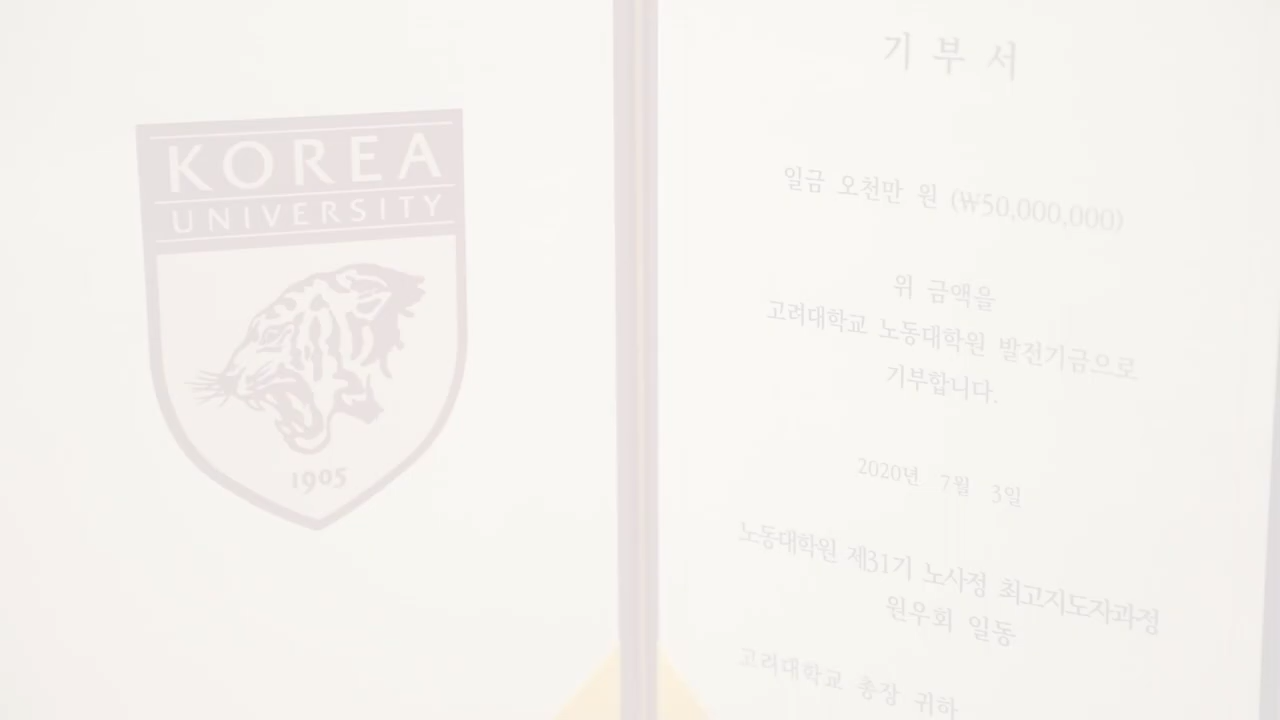 KOREA
UNIVERSITY
1905
기부서
일금 오천만 원 (₩50,000,000)
위 금액을
고려대학교 노동대학원 발전기금으로
기부합니다.
2020년 7월 3일
노동대학원 제31기 노사정 최고지도자과정
원우회 일동
고려대학교 총장 귀하